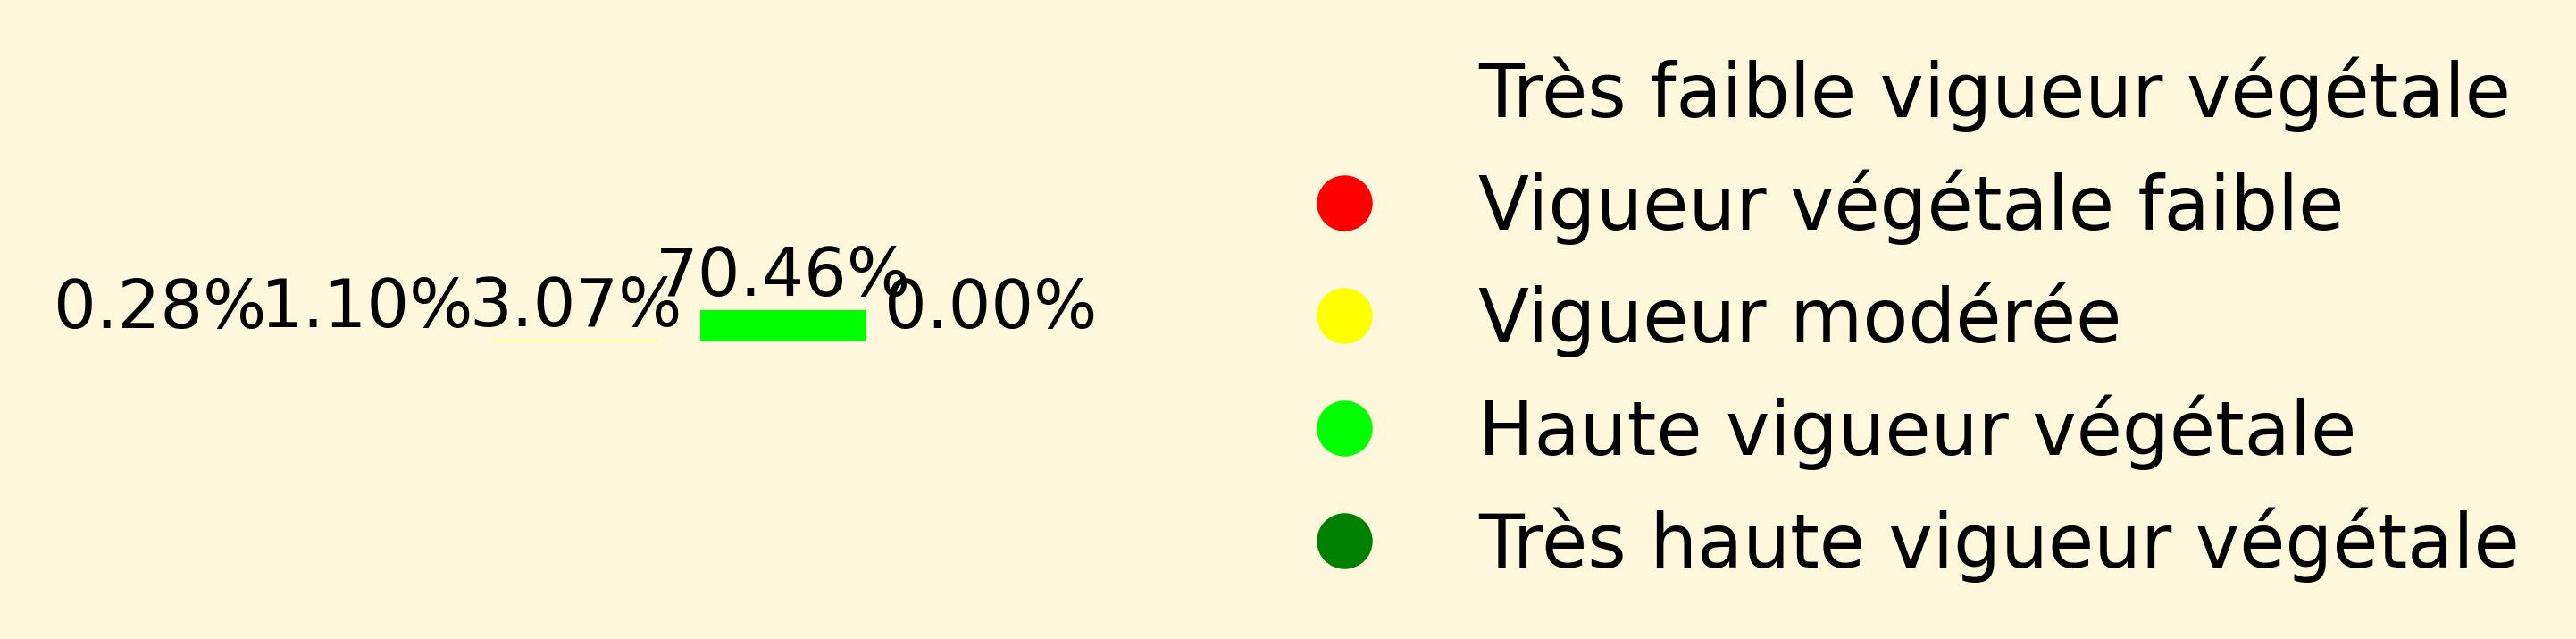 0.28%
1.10%
3.07%
70.46%
0.00%
Très faible vigueur végétale
Vigueur végétale faible
Vigueur modérée
Haute vigueur végétale
Très haute vigueur végétale